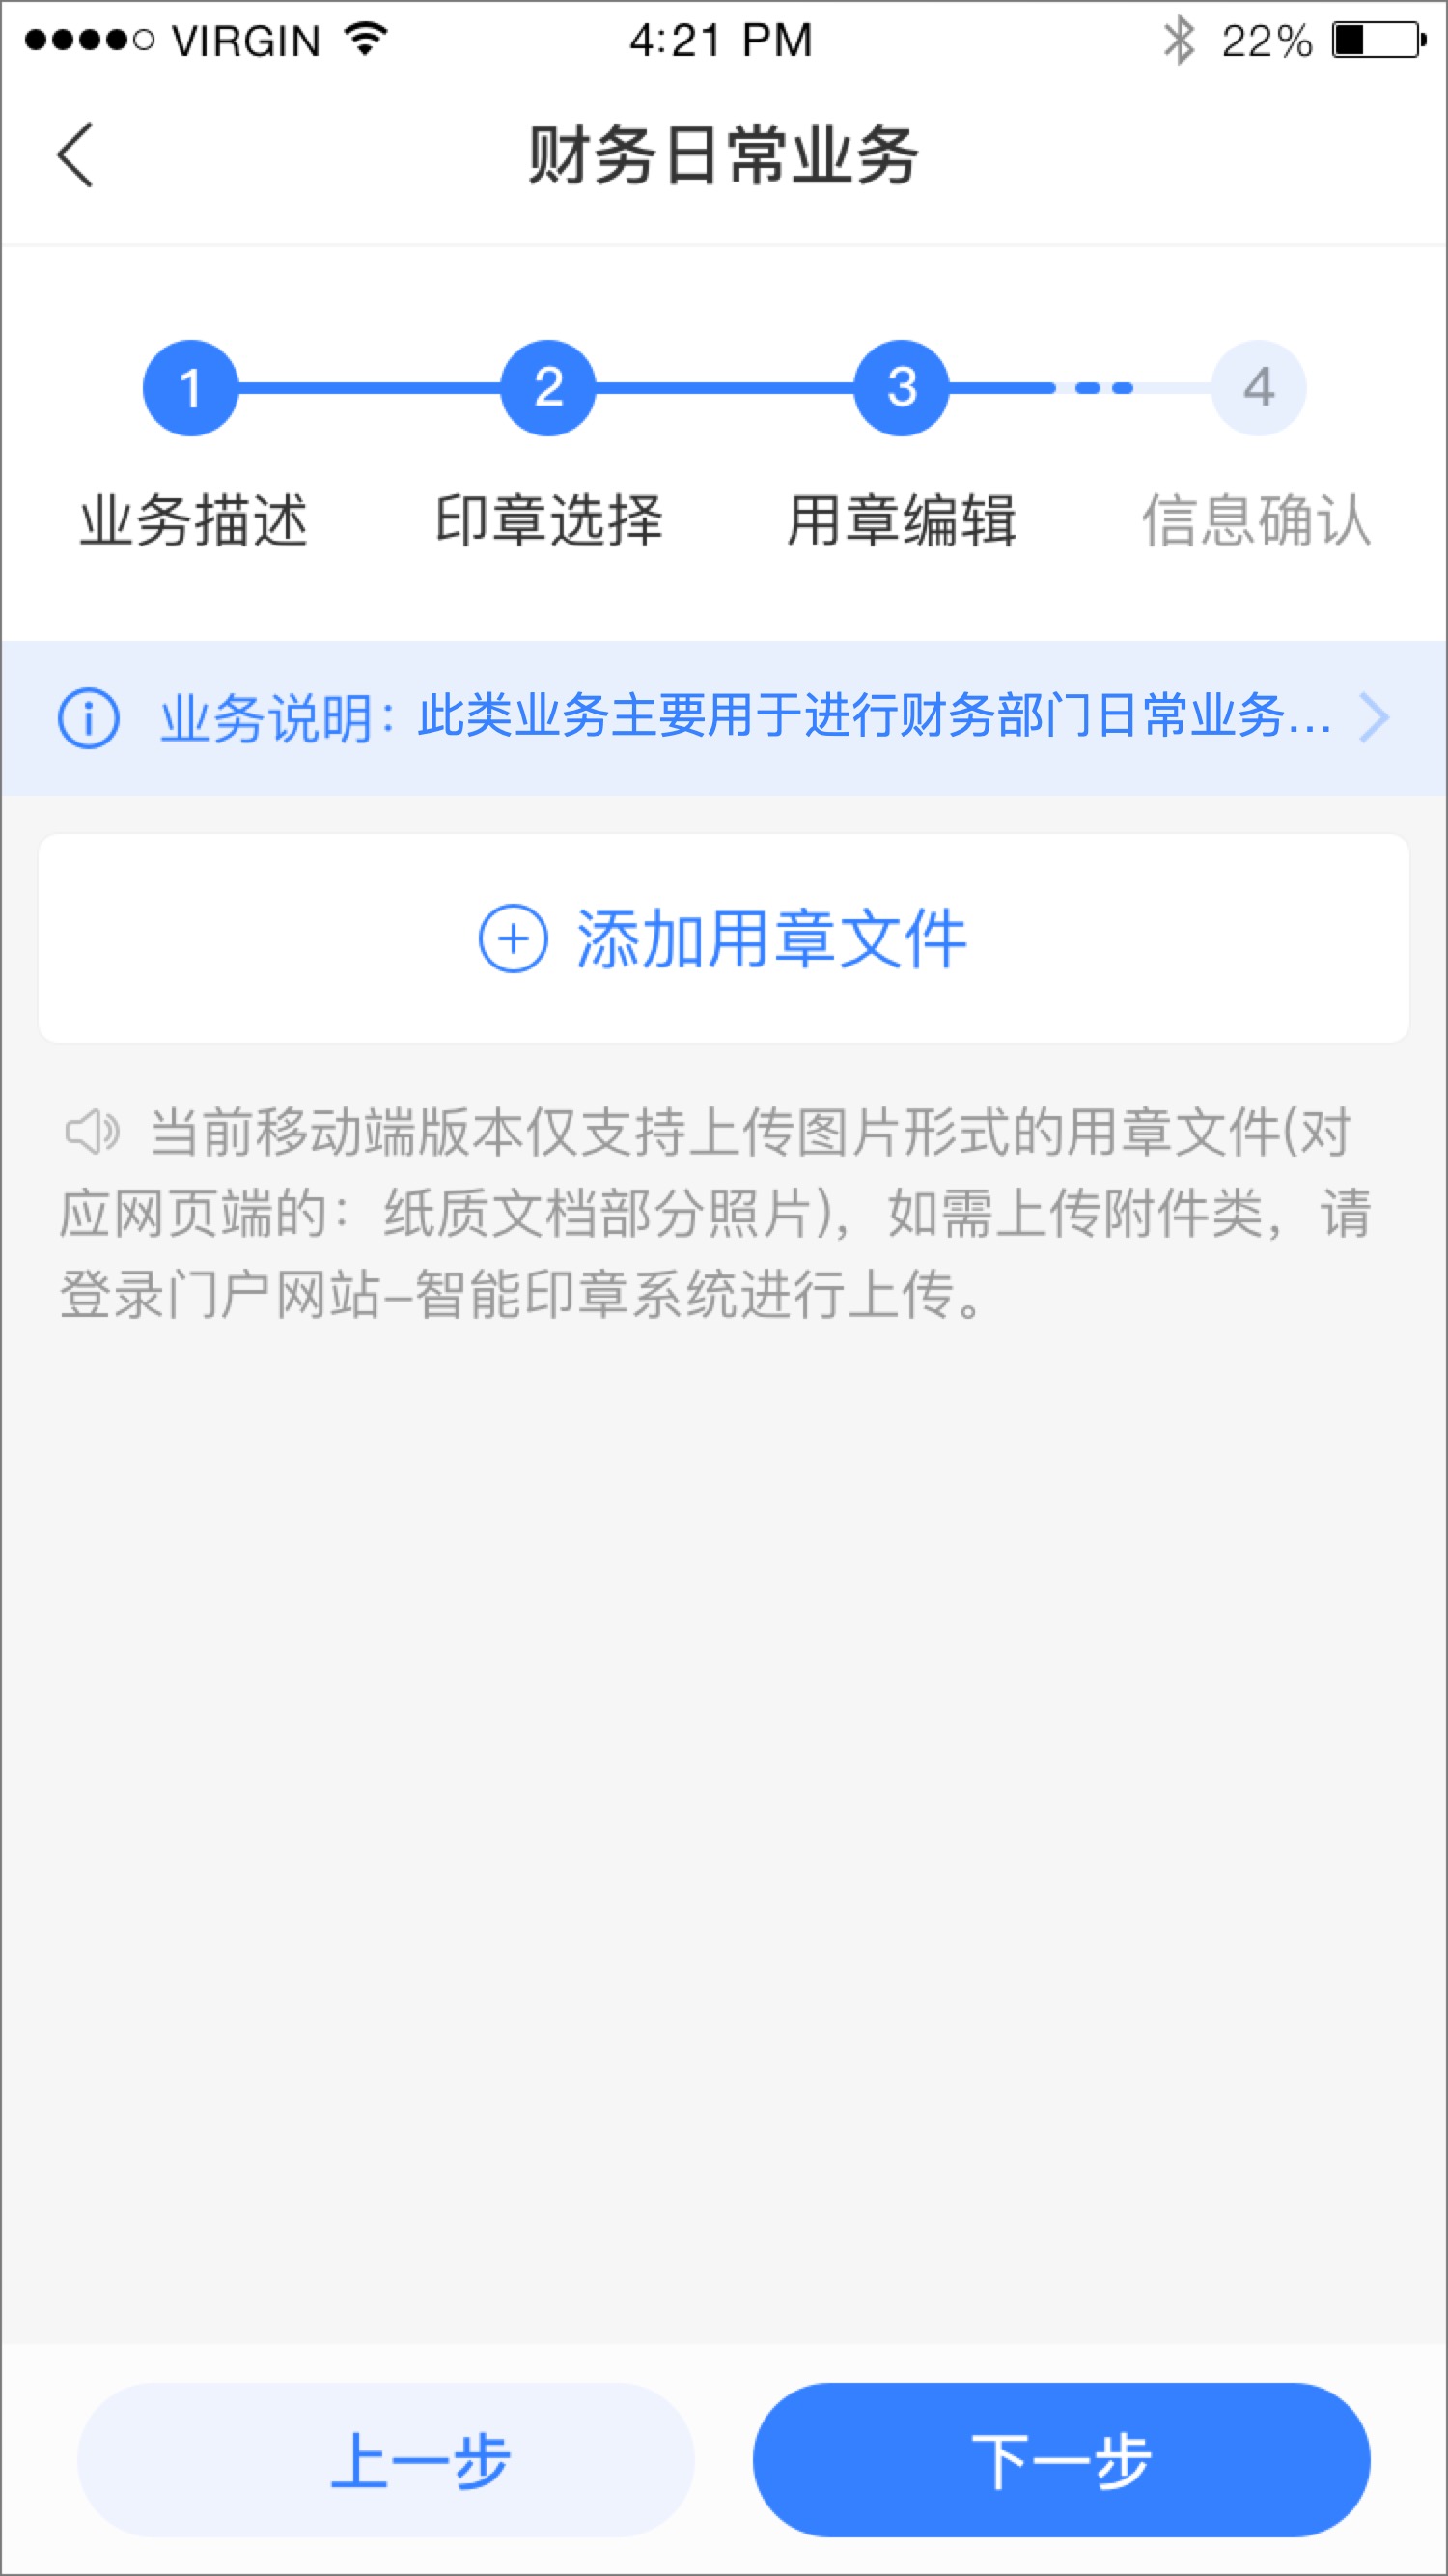 VIRGIN 4:21 PM 22%
财务日常业务
1 2 3 4
业务描述 印章选择 用章编辑 信息确认
业务说明：此类业务主要用于进行财务部门日常业务...
添加用章文件
当前移动端版本仅支持上传图片形式的用章文件(对
应网页端的：纸质文档部分照片)，如需上传附件类，请
登录门户网站–智能印章系统进行上传。
上一步 下一步